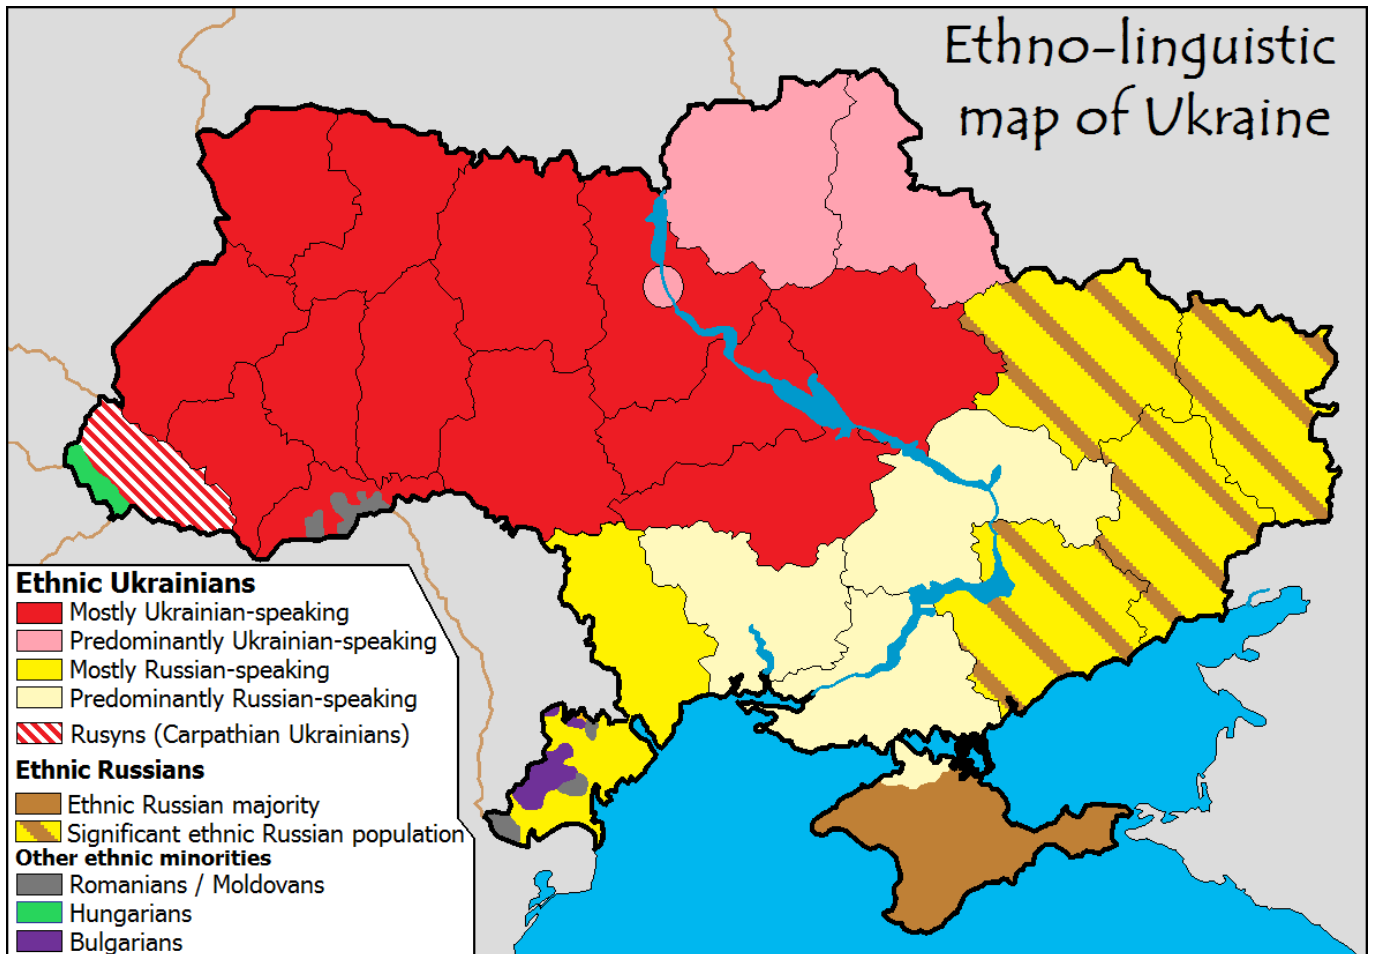 Ethno-linguistic
map of Ukraine
Ethnic Ukrainians
Mostly Ukrainian-speaking
Predominantly Ukrainian-speaking
Mostly Russian-speaking
Predominantly Russian-speaking
Rusyns (Carpathian Ukrainians)
Ethnic Russians
Ethnic Russian majority
Significant ethnic Russian population
Other ethnic minorities
Romanians / Moldovans
Hungarians
Bulgarians